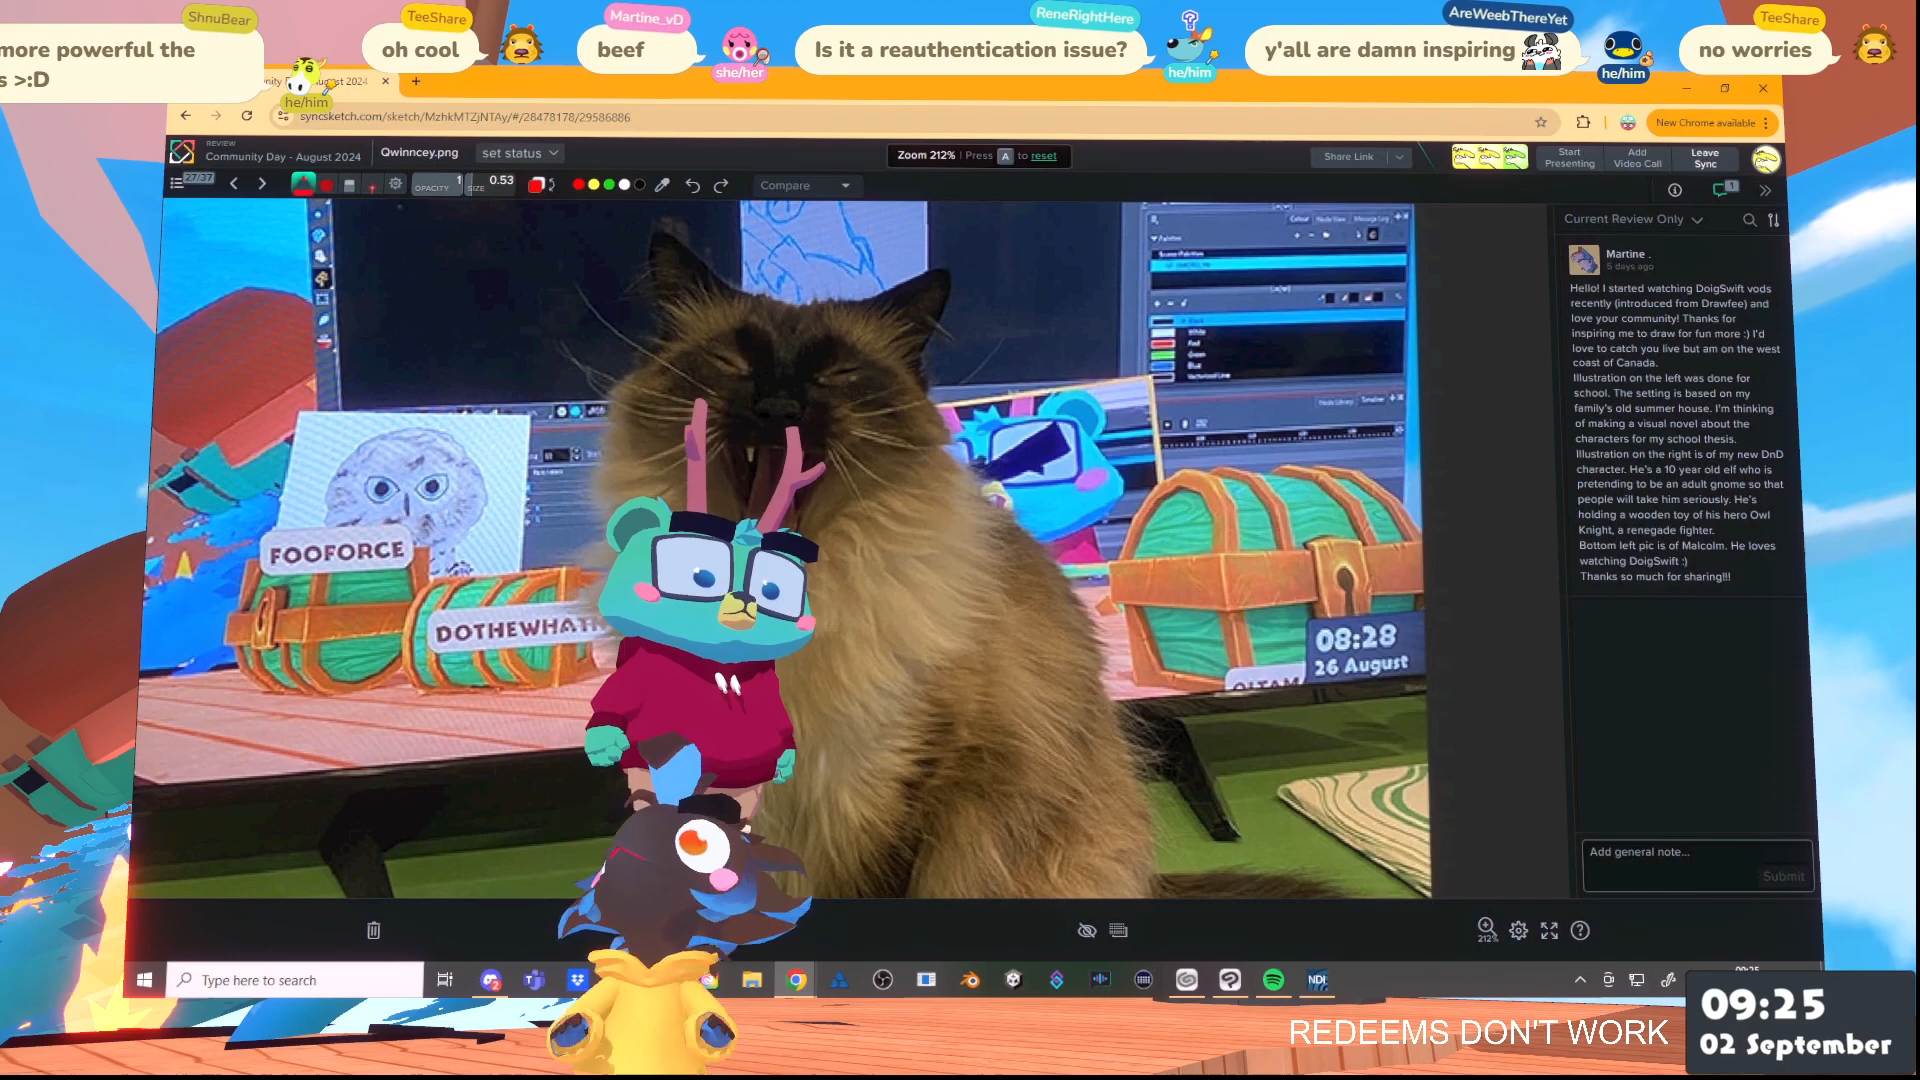 ShnuBear
more powerful the
s >:D
he/him
TeeShare
oh cool
Martine_vD
beef
she/her
ReneRightHere
Is it a reauthentication issue?
he/him
AreWeebThereYet
y'all are damn inspiring
he/him
TeeShare
no worries
syncsketch.com/sketch/MzhkMTZjNTAy/#/28478178/29586886
New Chrome available
REVIEW
Community Day - August 2024
Qwinncey.png
set status
Zoom 212% | Press A to reset
Share Link
Start
Presenting
Add
Video Call
Leave
Sync
27/37
OPACITY 1
SIZE 0.53
Compare
1
Current Review Only
Martine .
5 days ago
Hello! I started watching DoigSwift vods
recently (introduced from Drawfee) and
love your community! Thanks for
inspiring me to draw for fun more :) I'd
love to catch you live but am on the west
coast of Canada.
Illustration on the left was done for
school. The setting is based on my
family's old summer house. I'm thinking
of making a visual novel about the
characters for my school thesis.
Illustration on the right is of my new DnD
character. He's a 10 year old elf who is
pretending to be an adult gnome so that
people will take him seriously. He's
holding a wooden toy of his hero Owl
Knight, a renegade fighter.
Bottom left pic is of Malcolm. He loves
watching DoigSwift :)
Thanks so much for sharing!!!
White
Red
Green
Blue
FOOFORCE
DOTHEWHATN
08:28
26 August
Add general note...
Submit
212%
Type here to search
2
NDI
REDEEMS DON'T WORK
09:25
02 September